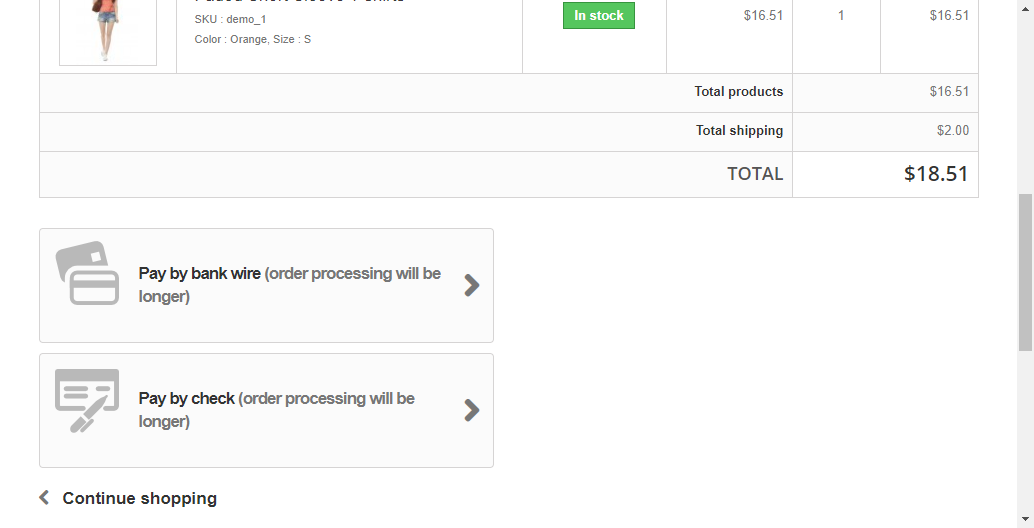 SKU : demo_1
Color : Orange, Size : S
In stock
$16.51
1
$16.51
Total products
$16.51
Total shipping
$2.00
TOTAL
$18.51
Pay by bank wire (order processing will be
longer)
Pay by check (order processing will be
longer)
Continue shopping